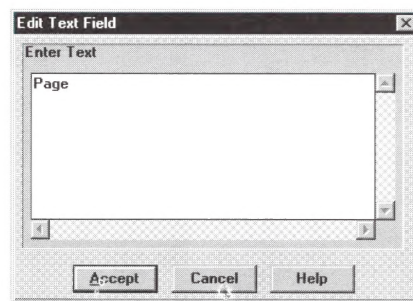 Edit Text Field
Enter Text
Page
Accept
Cancel
Help